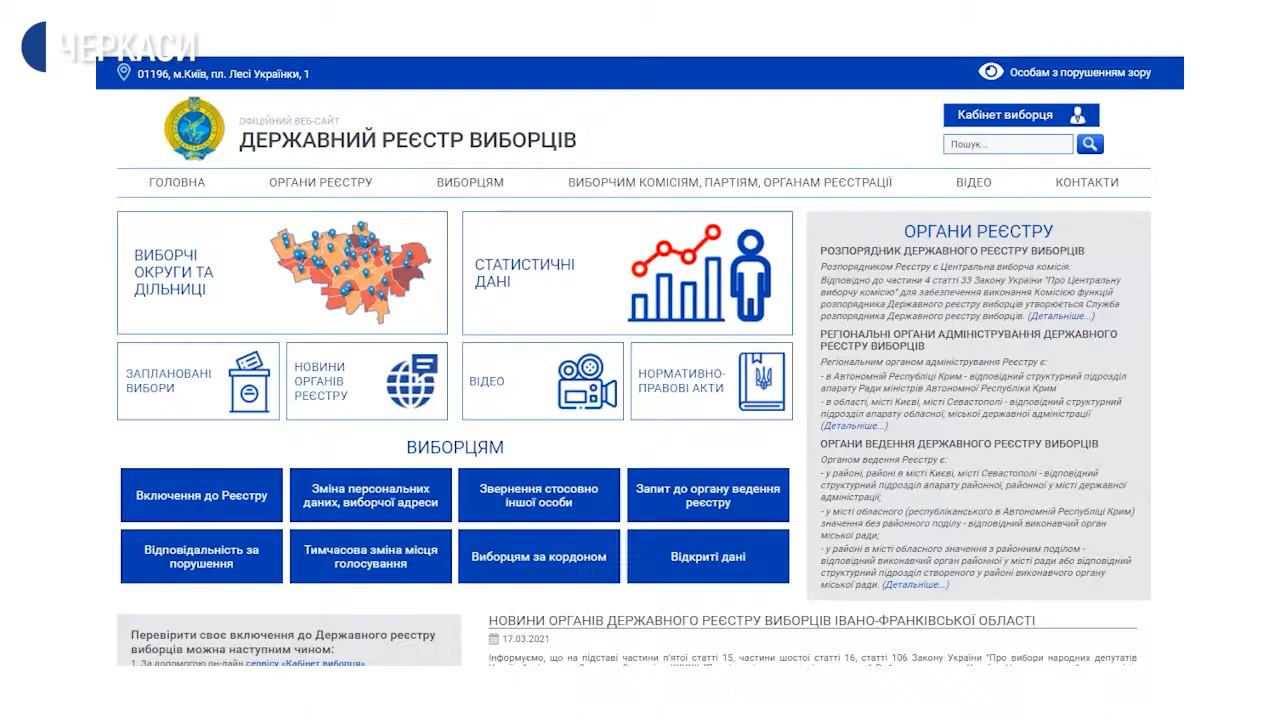 ЧЕРКАСИ
01196, м.Київ, пл. Лесі Українки, 1
Особам з порушенням зору
ОФІЦІЙНИЙ ВЕБ-САЙТ
ДЕРЖАВНИЙ РЕЄСТР ВИБОРЦІВ
Кабінет виборця
Пошук...
ГОЛОВНА
ОРГАНИ РЕЄСТРУ
ВИБОРЦЯМ
ВИБОРЧИМ КОМІСІЯМ, ПАРТІЯМ, ОРГАНАМ РЕЄСТРАЦІЇ
ВІДЕО
КОНТАКТИ
ВИБОРЧІ
ОКРУГИ ТА
ДІЛЬНИЦІ
СТАТИСТИЧНІ
ДАНІ
ЗАПЛАНОВАНІ
ВИБОРИ
НОВИНИ
ОРГАНІВ
РЕЄСТРУ
ВІДЕО
НОРМАТИВНО-
ПРАВОВІ АКТИ
ВИБОРЦЯМ
Включення до Реєстру
Зміна персональних
даних, виборчої адреси
Звернення стосовно
іншої особи
Запит до органу ведення
реєстру
Відповідальність за
порушення
Тимчасова зміна місця
голосування
Виборцям за кордоном
Відкриті дані
ОРГАНИ РЕЄСТРУ
РОЗПОРЯДНИК ДЕРЖАВНОГО РЕЄСТРУ ВИБОРЦІВ
Розпорядником Реєстру є Центральна виборча комісія.
Відповідно до частини 4 статті 33 Закону України "Про Центральну
виборчу комісію" для забезпечення виконання Комісією функцій
розпорядника Державного реєстру виборців утворюється Служба
розпорядника Державного реєстру виборців. (Детальніше...)
РЕГІОНАЛЬНІ ОРГАНИ АДМІНІСТРУВАННЯ ДЕРЖАВНОГО
РЕЄСТРУ ВИБОРЦІВ
Регіональним органом адміністрування Реєстру є:
- в Автономній Республіці Крим - відповідний структурний підрозділ
апарату Ради міністрів Автономної Республіки Крим
- в області, місті Києві, місті Севастополі - відповідний структурний
підрозділ апарату обласної, міської державної адміністрації
(Детальніше...)
ОРГАНИ ВЕДЕННЯ ДЕРЖАВНОГО РЕЄСТРУ ВИБОРЦІВ
Органом ведення Реєстру є:
- у районі, районі в місті Києві, місті Севастополі - відповідний
структурний підрозділ апарату районної, районної у місті державної
адміністрації;
- у місті обласного (республіканського в Автономній Республіці Крим)
значення без районного поділу - відповідний виконавчий орган
міської ради;
- у районі в місті обласного значення з районним поділом -
відповідний виконавчий орган районної у місті ради або відповідний
структурний підрозділ створеного у районі виконавчого органу
міської ради. (Детальніше...)
Перевірити своє включення до Державного реєстру
виборців можна наступним чином:
1. За допомогою он-лайн сервісу «Кабінет виборця»
НОВИНИ ОРГАНІВ ДЕРЖАВНОГО РЕЄСТРУ ВИБОРЦІВ ІВАНО-ФРАНКІВСЬКОЇ ОБЛАСТІ
17.03.2021
Інформуємо, що на підставі частини п'ятої статті 15, частини шостої статті 16, статті 106 Закону України "Про вибори народних депутатів